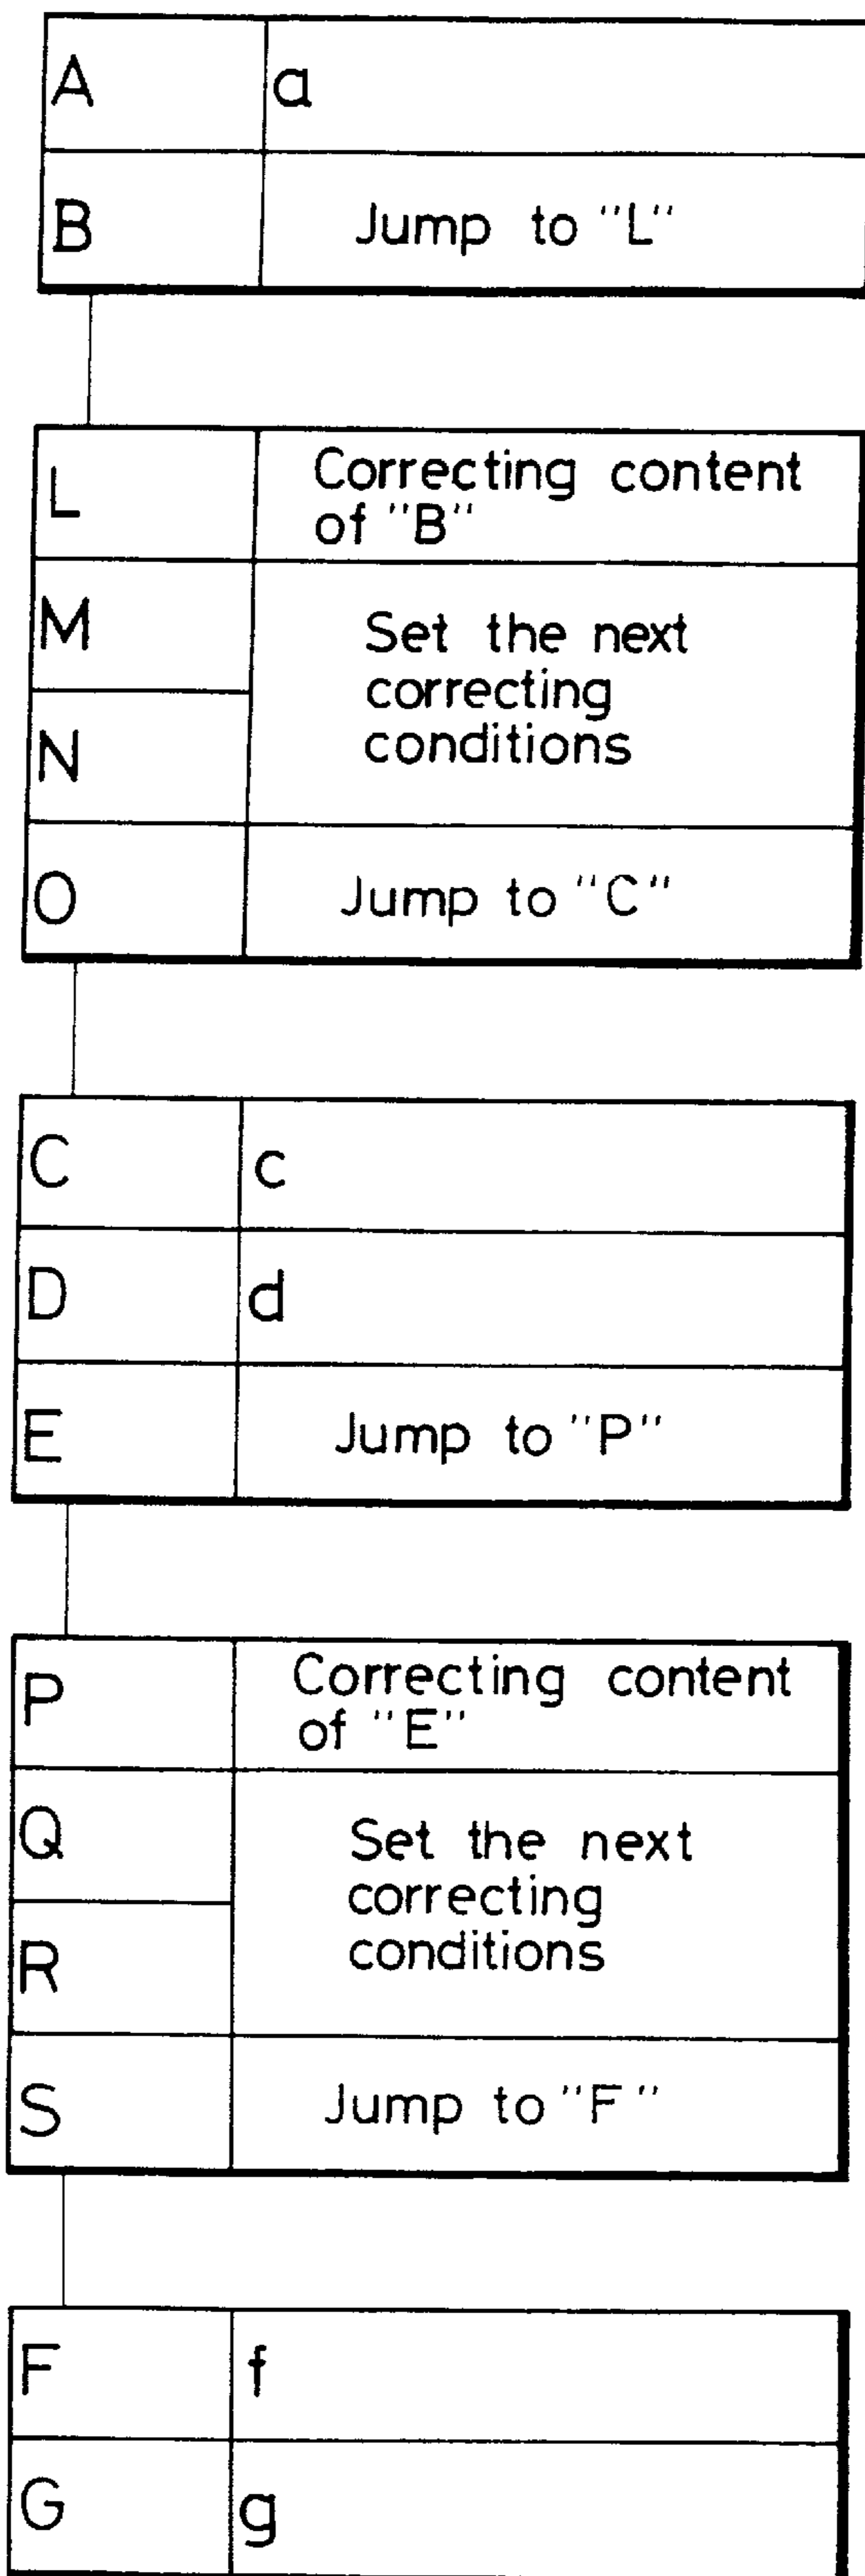 A a
B Jump to "L"
L Correcting content
of "B"
M Set the next
correcting
N conditions
O Jump to "C"
C c
D d
E Jump to "P"
P Correcting content
of "E"
Q Set the next
correcting
R conditions
S Jump to "F"
F f
G g